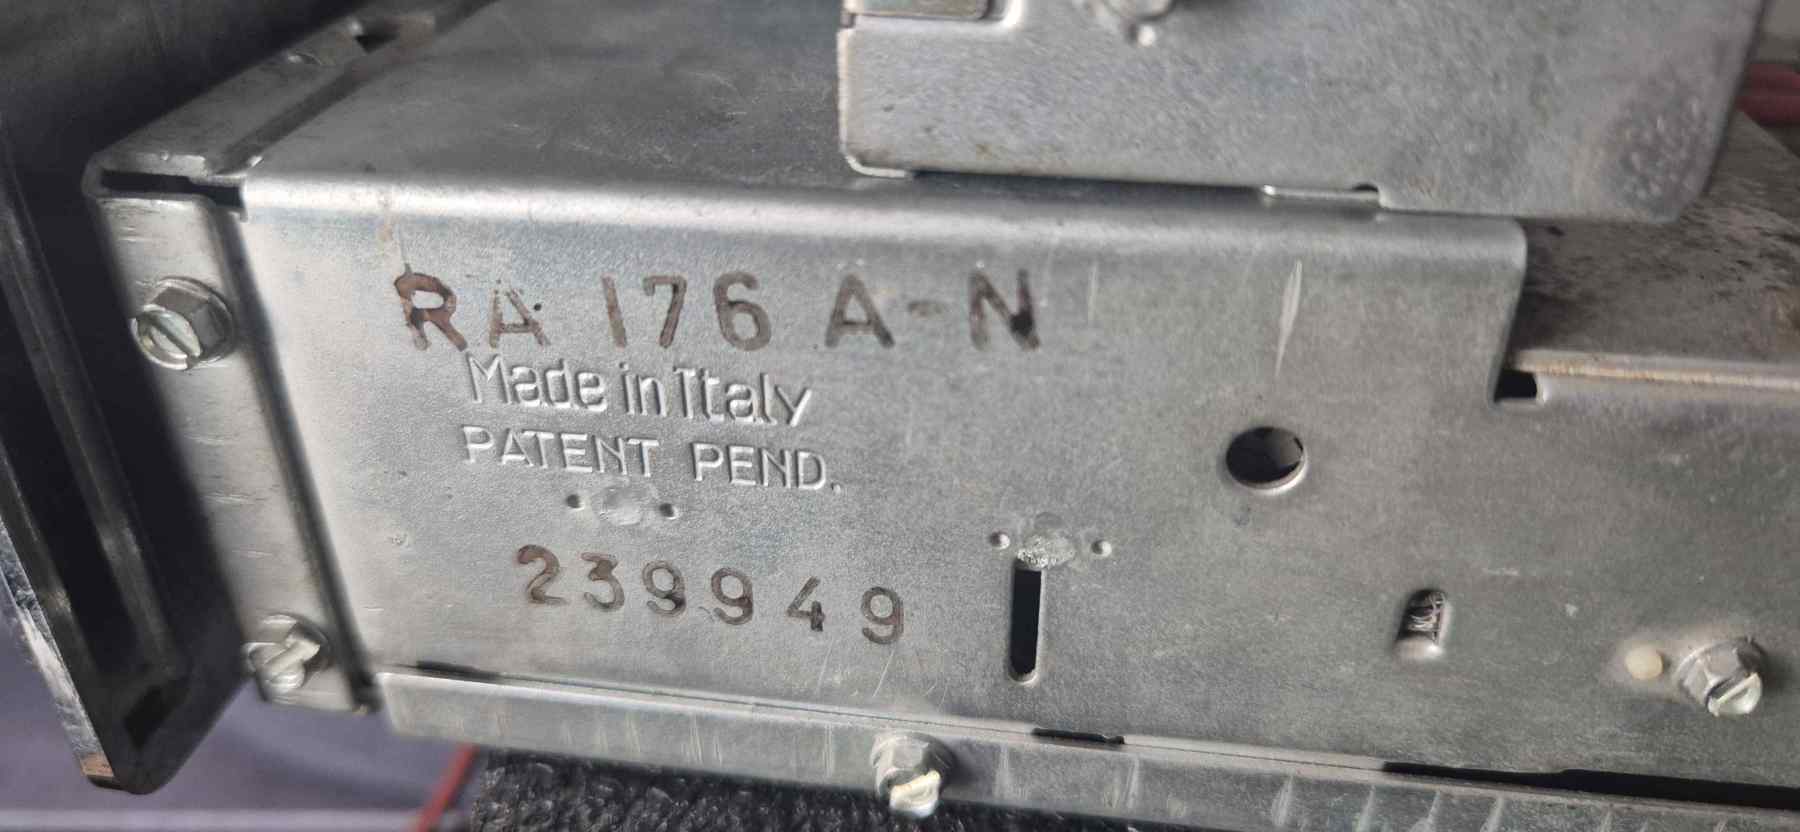 RA 176 A-N
Made in Italy
PATENT PEND.
239949